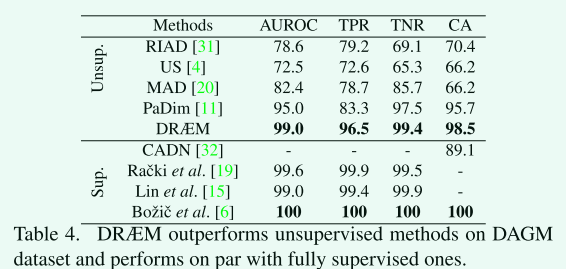 Methods AUROC TPR TNR CA
Unsup.
RIAD [31] 78.6 79.2 69.1 70.4
US [4] 72.5 72.6 65.3 66.2
MAD [20] 82.4 78.7 85.7 66.2
PaDim [11] 95.0 83.3 97.5 95.7
DRÆM 99.0 96.5 99.4 98.5
Sup.
CADN [32] - - - 89.1
Rački et al. [19] 99.6 99.9 99.5 -
Lin et al. [15] 99.0 99.4 99.9 -
Božič et al. [6] 100 100 100 100
Table 4. DRÆM outperforms unsupervised methods on DAGM
dataset and performs on par with fully supervised ones.